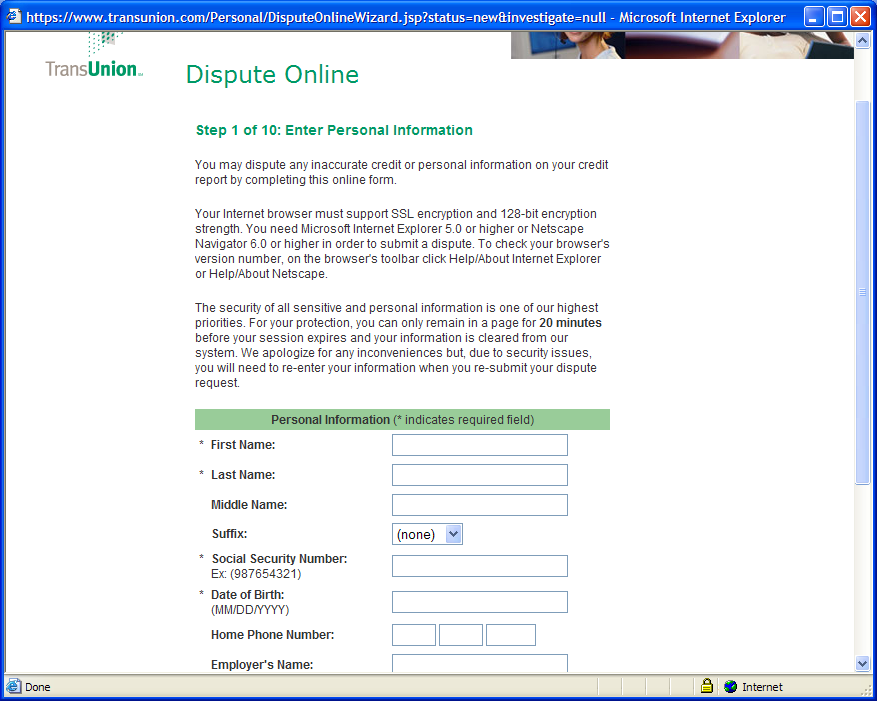 https://www.transunion.com/Personal/DisputeOnlineWizard.jsp?status=new&investigate=null - Microsoft Internet Explorer
TransUnion
Dispute Online
Step 1 of 10: Enter Personal Information
You may dispute any inaccurate credit or personal information on your credit
report by completing this online form.
Your Internet browser must support SSL encryption and 128-bit encryption
strength. You need Microsoft Internet Explorer 5.0 or higher or Netscape
Navigator 6.0 or higher in order to submit a dispute. To check your browser's
version number, on the browser's toolbar click Help/About Internet Explorer
or Help/About Netscape.
The security of all sensitive and personal information is one of our highest
priorities. For your protection, you can only remain in a page for 20 minutes
before your session expires and your information is cleared from our
system. We apologize for any inconveniences but, due to security issues,
you will need to re-enter your information when you re-submit your dispute
request.
Personal Information (* indicates required field)
* First Name:
* Last Name:
Middle Name:
Suffix: (none)
* Social Security Number:
Ex: (987654321)
* Date of Birth:
(MM/DD/YYYY)
Home Phone Number:
Employer's Name:
Done Internet